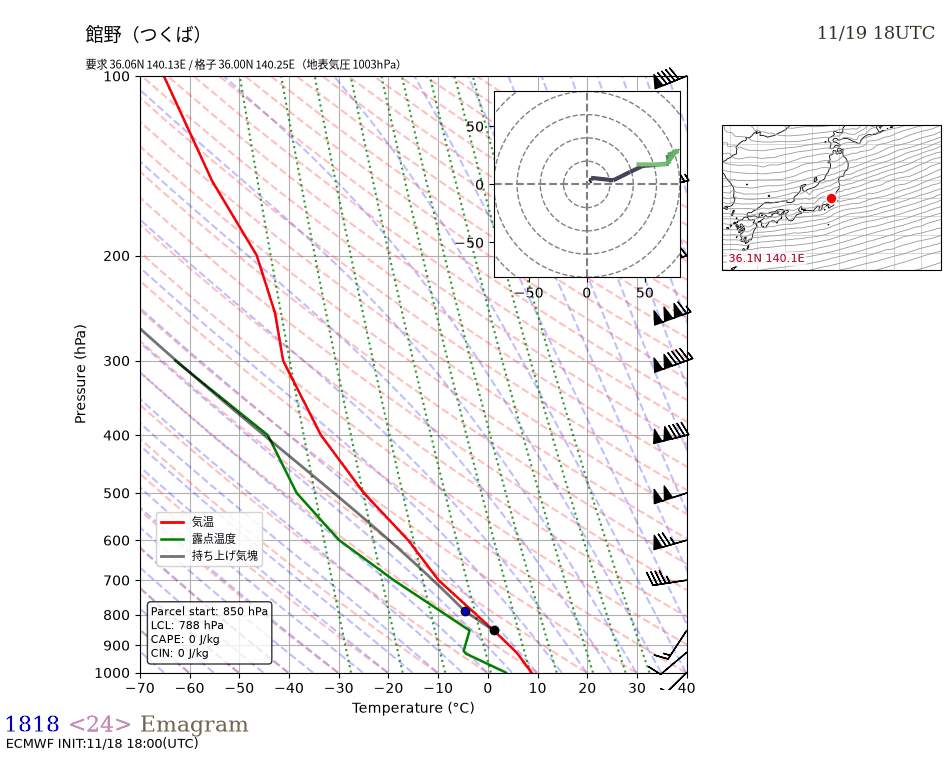 館野（つくば）
11/19 18UTC
要求 36.06N 140.13E / 格子 36.00N 140.25E（地表気圧 1003hPa）
100
200
300
400
500
600
700
800
900
1000
Pressure (hPa)
50
0
−50
−50 0 50
36.1N 140.1E
気温
露点温度
持ち上げ気塊
Parcel start: 850 hPa
LCL: 788 hPa
CAPE: 0 J/kg
CIN: 0 J/kg
−70 −60 −50 −40 −30 −20 −10 0 10 20 30 40
Temperature (°C)
1818 <24> Emagram
ECMWF INIT:11/18 18:00(UTC)